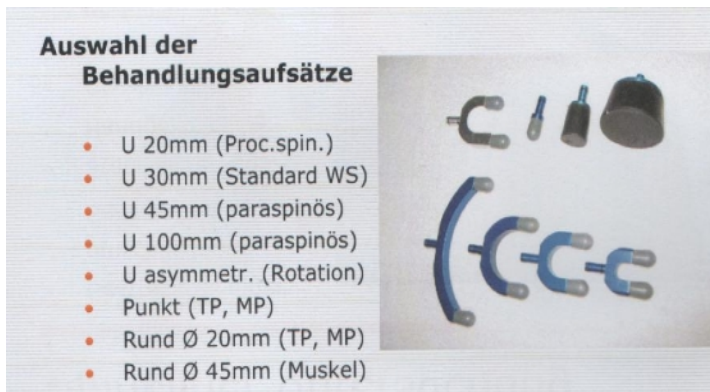 Auswahl der
Behandlungsaufsätze
• U 20mm (Proc.spin.)
• U 30mm (Standard WS)
• U 45mm (paraspinös)
• U 100mm (paraspinös)
• U asymmetr. (Rotation)
• Punkt (TP, MP)
• Rund Ø 20mm (TP, MP)
• Rund Ø 45mm (Muskel)